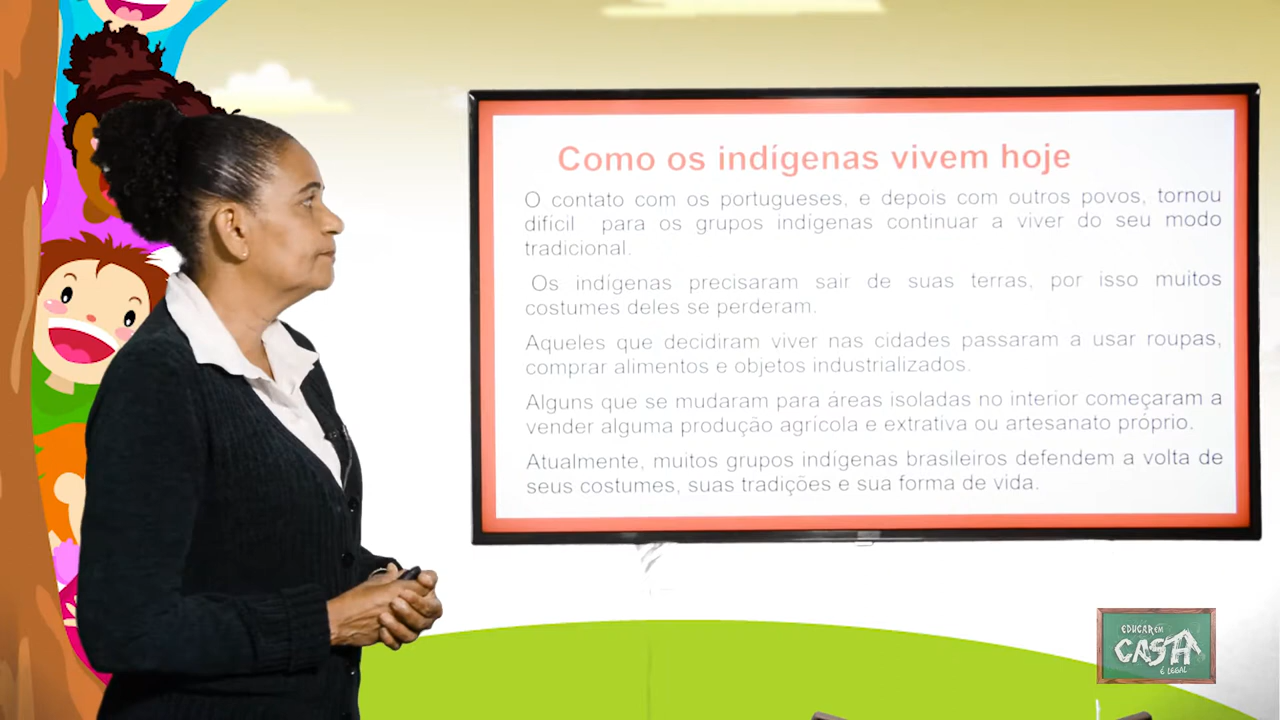 Como os indígenas vivem hoje
O contato com os portugueses, e depois com outros povos, tornou
difícil para os grupos indígenas continuar a viver do seu modo
tradicional.
Os indígenas precisaram sair de suas terras, por isso muitos
costumes deles se perderam.
Aqueles que decidiram viver nas cidades passaram a usar roupas,
comprar alimentos e objetos industrializados.
Alguns que se mudaram para áreas isoladas no interior começaram a
vender alguma produção agrícola e extrativa ou artesanato próprio.
Atualmente, muitos grupos indígenas brasileiros defendem a volta de
seus costumes, suas tradições e sua forma de vida.
EDUCAR EM
CASA
É LEGAL